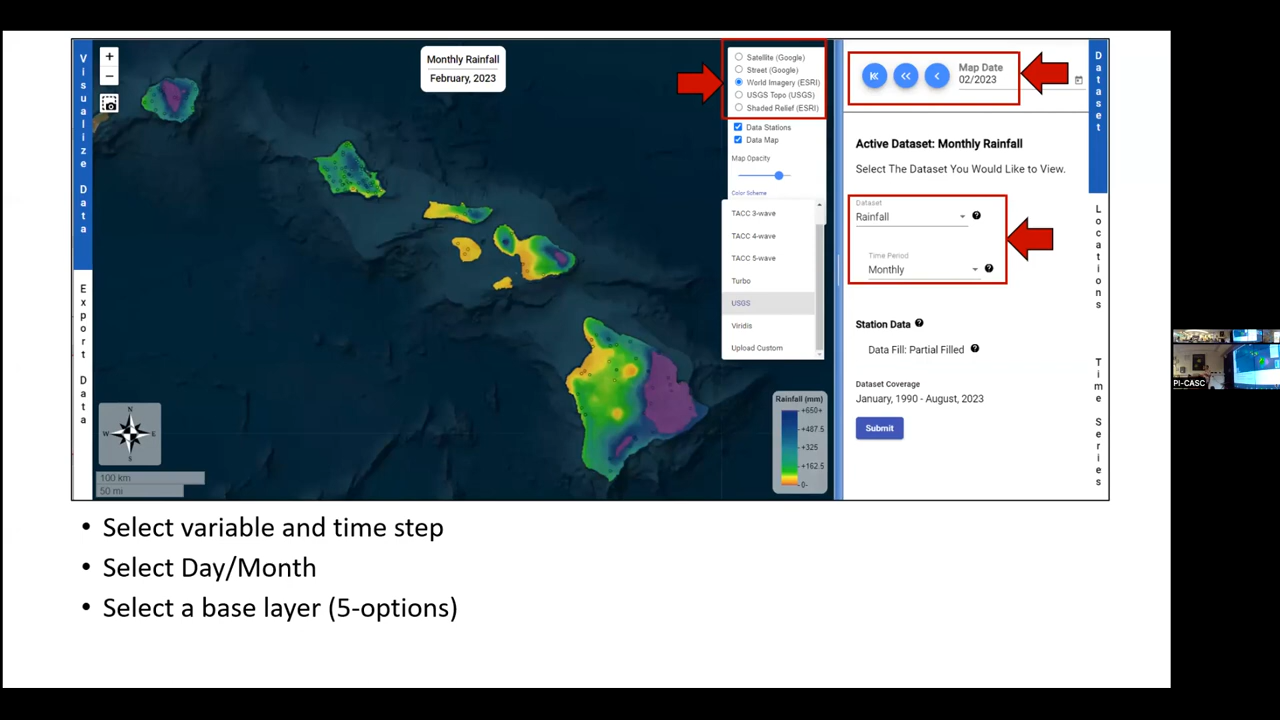 Visualize Data
Export Data
+
−
Monthly Rainfall
February, 2023
Satellite (Google)
Street (Google)
World Imagery (ESRI)
USGS Topo (USGS)
Shaded Relief (ESRI)
Data Stations
Data Map
Map Opacity
Color Scheme
TACC 3-wave
TACC 4-wave
TACC 5-wave
Turbo
USGS
Viridis
Upload Custom
Rainfall (mm)
+650+
+487.5
+325
+162.5
0-
N
W E
S
100 km
50 mi
Map Date
02/2023
Active Dataset: Monthly Rainfall
Select The Dataset You Would Like to View.
Dataset
Rainfall
Time Period
Monthly
Station Data
Data Fill: Partial Filled
Dataset Coverage
January, 1990 - August, 2023
Submit
Dataset
Locations
Time Series
• Select variable and time step
• Select Day/Month
• Select a base layer (5-options)
PI-CASC